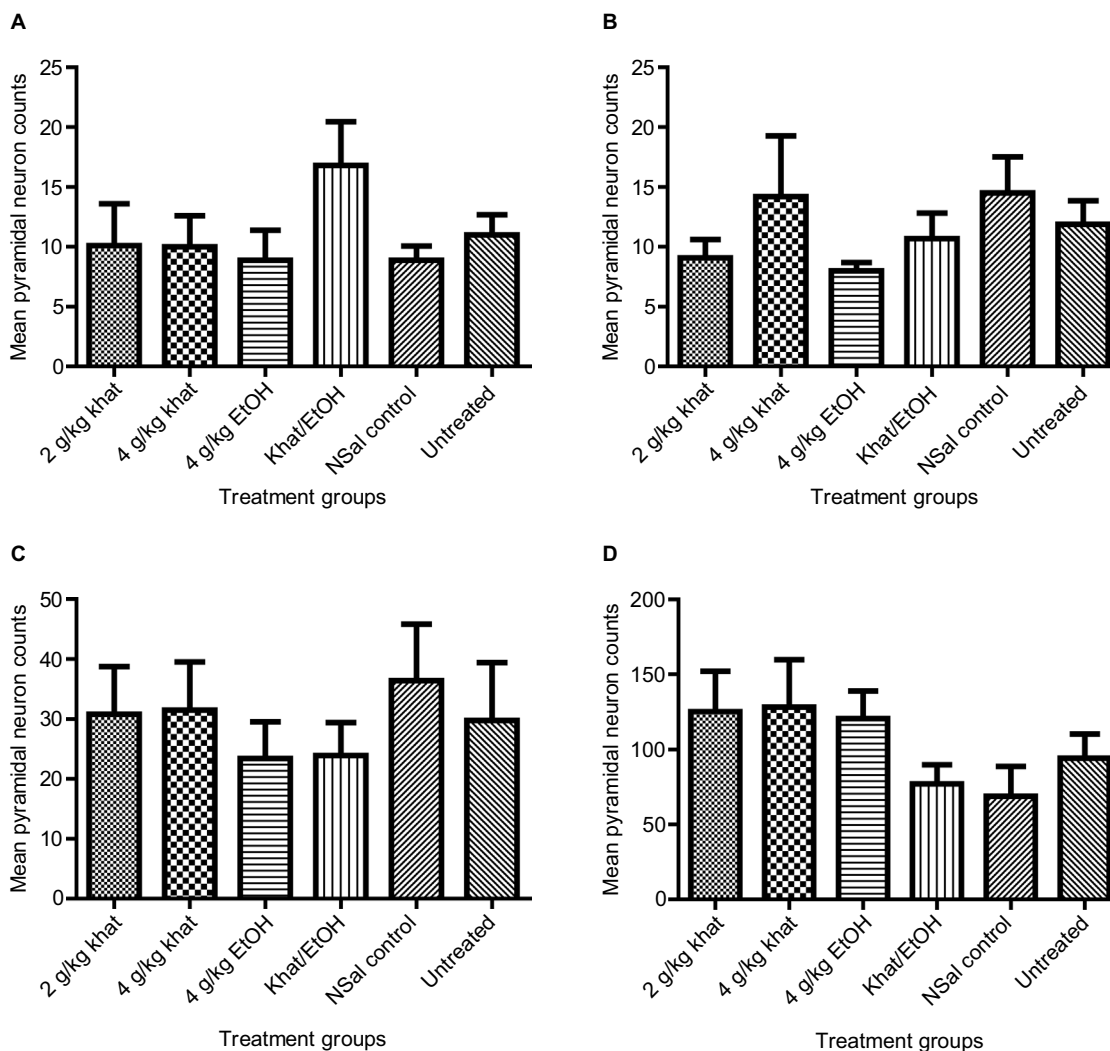 A
Mean pyramidal neuron counts
25
20
15
10
5
0
2 g/kg khat
4 g/kg khat
4 g/kg EtOH
Khat/EtOH
NSal control
Untreated
Treatment groups
B
Mean pyramidal neuron counts
25
20
15
10
5
0
2 g/kg khat
4 g/kg khat
4 g/kg EtOH
Khat/EtOH
NSal control
Untreated
Treatment groups
C
Mean pyramidal neuron counts
50
40
30
20
10
0
2 g/kg khat
4 g/kg khat
4 g/kg EtOH
Khat/EtOH
NSal control
Untreated
Treatment groups
D
Mean pyramidal neuron counts
200
150
100
50
0
2 g/kg khat
4 g/kg khat
4 g/kg EtOH
Khat/EtOH
NSal control
Untreated
Treatment groups